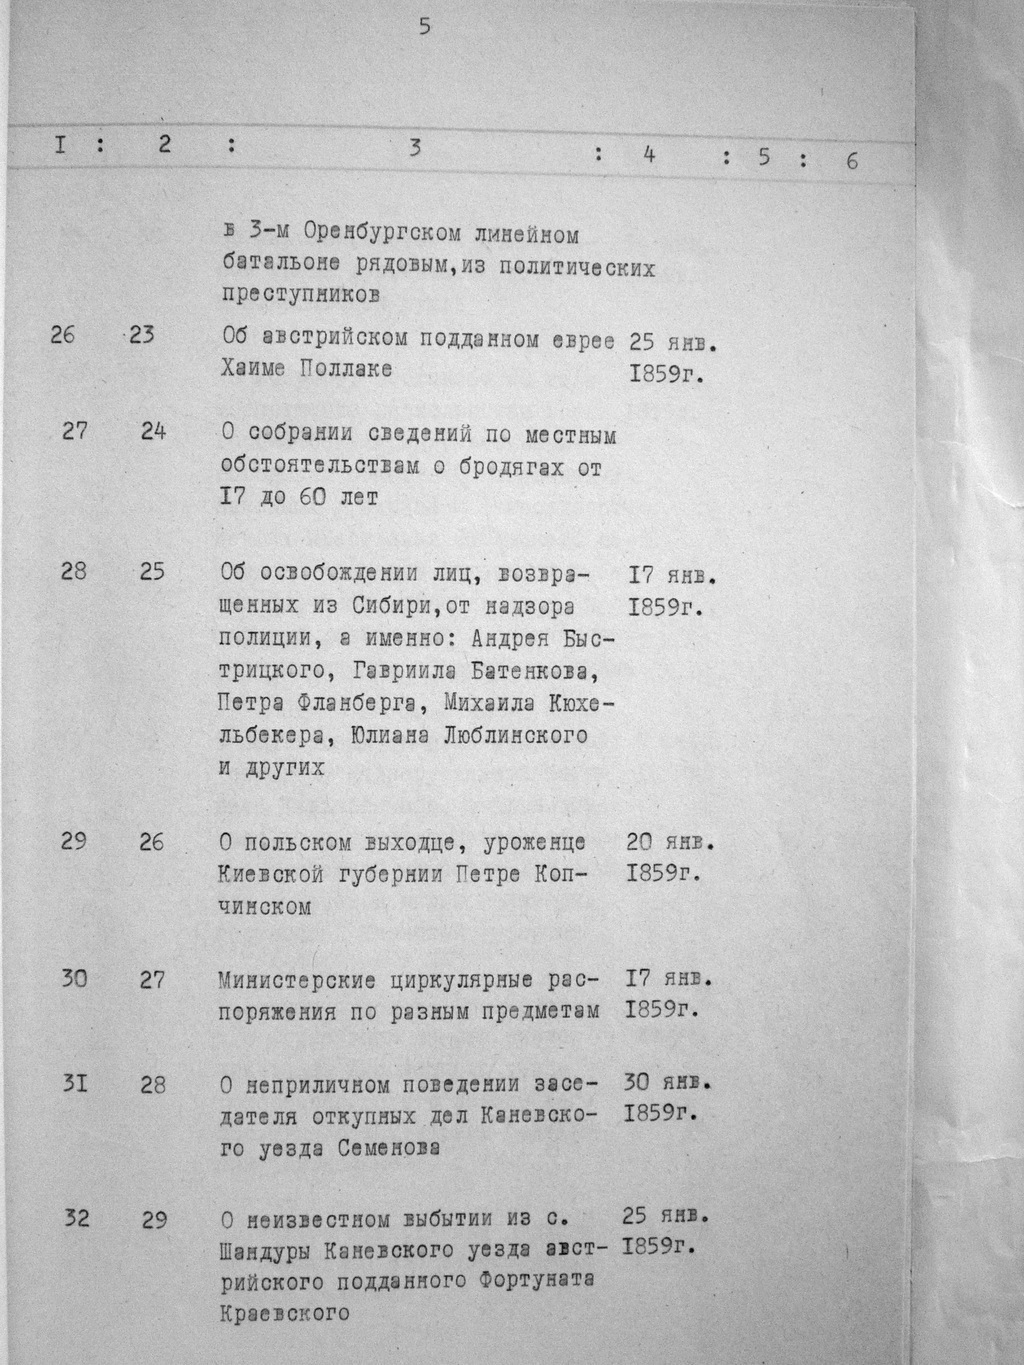 5
I : 2 : 3 : 4 : 5 : 6
в 3-м Оренбургском линейном
батальоне рядовым,из политических
преступников
26 23 Об австрийском подданном еврее 25 янв.
Хаиме Поллаке I859г.
27 24 О собрании сведений по местным
обстоятельствам о бродягах от
I7 до 60 лет
28 25 Об освобождении лиц, возвра- I7 янв.
щенных из Сибири,от надзора I859г.
полиции, а именно: Андрея Быс-
трицкого, Гавриила Батенкова,
Петра Фланберга, Михаила Кюхе-
льбекера, Юлиана Люблинского
и других
29 26 О польском выходце, уроженце 20 янв.
Киевской губернии Петре Коп- I859г.
чинском
30 27 Министерские циркулярные рас- I7 янв.
поряжения по разным предметам I859г.
3I 28 О неприличном поведении засе- 30 янв.
дателя откупных дел Каневско- I859г.
го уезда Семенова
32 29 О неизвестном выбытии из с. 25 янв.
Шандуры Каневского уезда авст- I859г.
рийского подданного Фортуната
Краевского